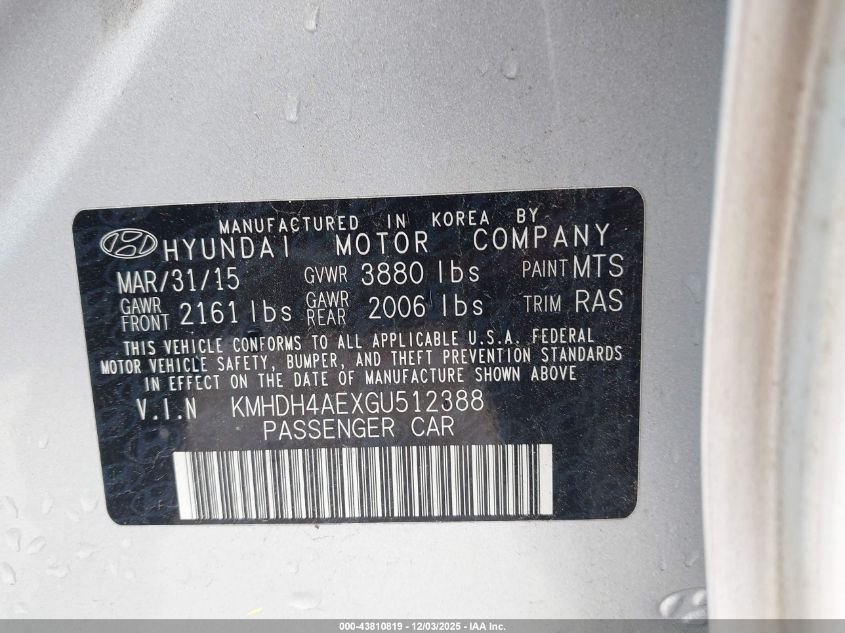 MANUFACTURED IN KOREA BY
HYUNDAI MOTOR COMPANY
MAR/31/15 GVWR 3880 lbs PAINT MTS
GAWR FRONT 2161 lbs GAWR REAR 2006 lbs TRIM RAS
THIS VEHICLE CONFORMS TO ALL APPLICABLE U.S.A. FEDERAL
MOTOR VEHICLE SAFETY, BUMPER, AND THEFT PREVENTION STANDARDS
IN EFFECT ON THE DATE OF MANUFACTURE SHOWN ABOVE
V.I.N KMHDH4AEXGU512388
PASSENGER CAR
000-43810819 - 12/03/2025 - IAA Inc.